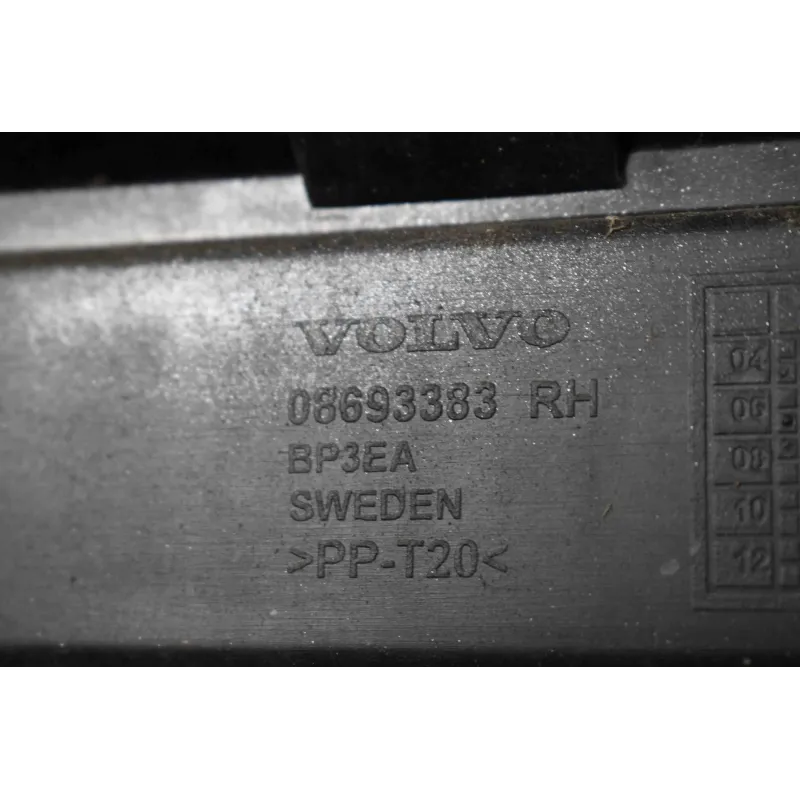 VOLVO
08693383 RH
BP3EA
SWEDEN
>PP-T20<
04
06
08
10
12